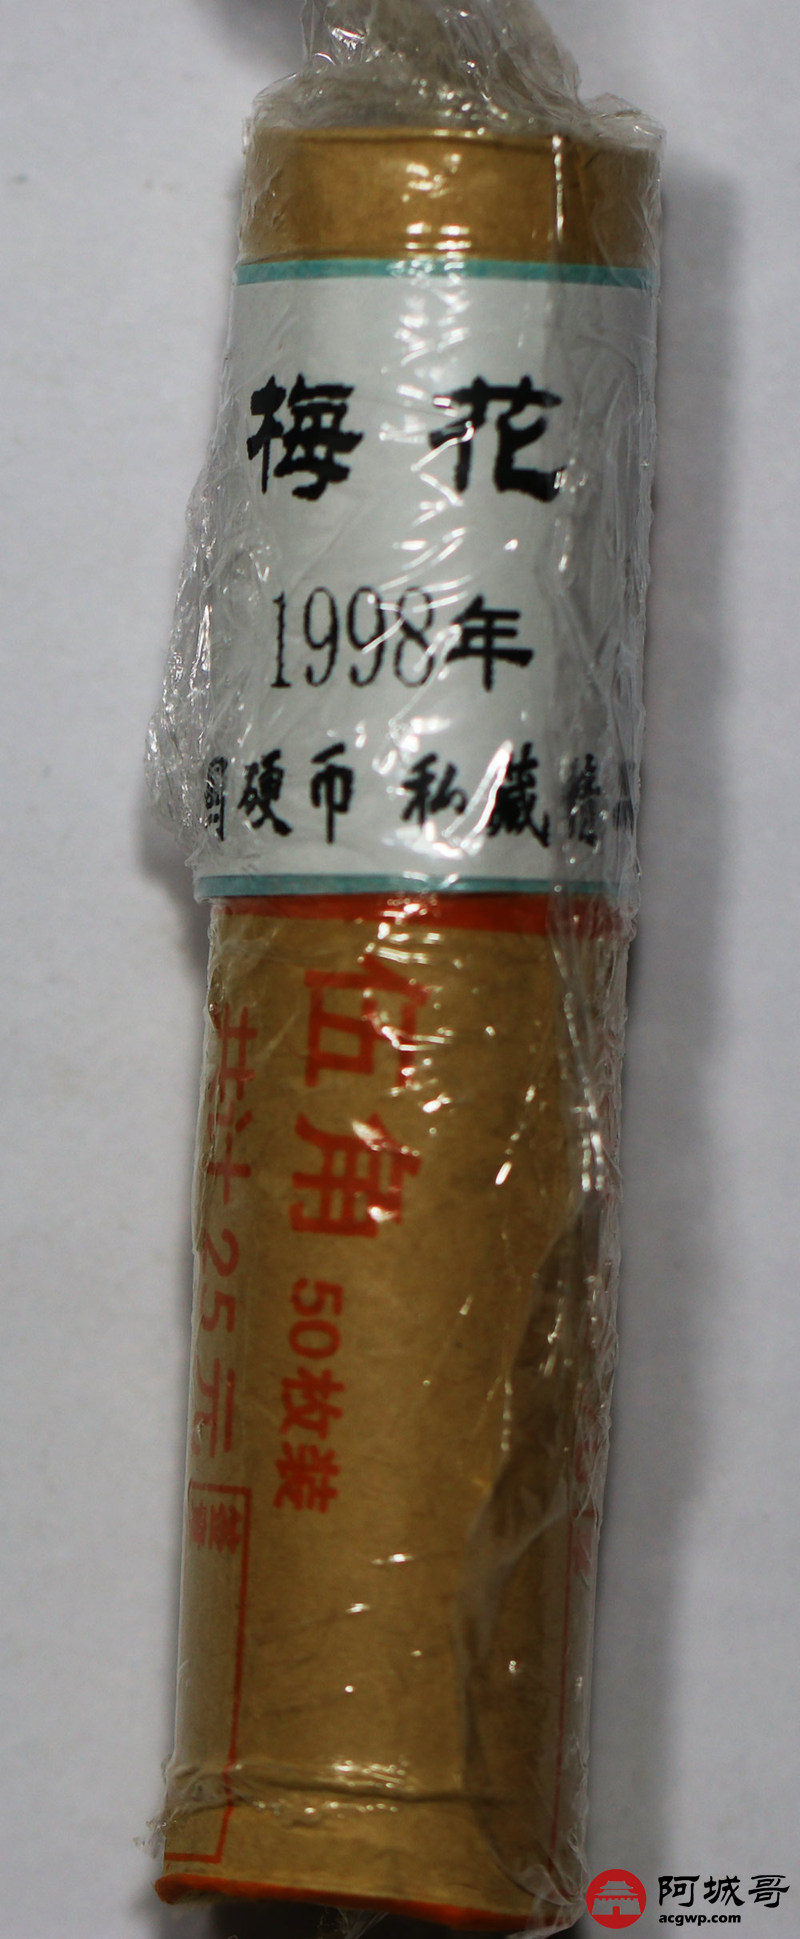 梅花
1998年
硬币 私藏
伍角
50枚装
共计25元
阿城哥
acgwp.com